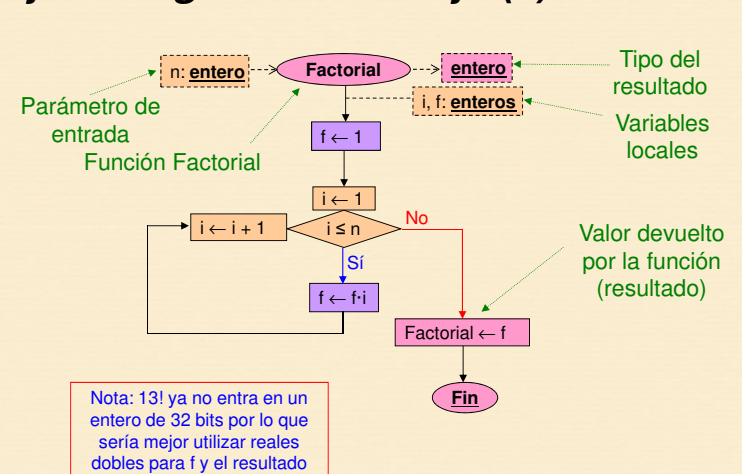 n: entero
Factorial
entero
Tipo del
resultado
i, f: enteros
Parámetro de
entrada
Variables
locales
Función Factorial
f ← 1
i ← 1
i ← i + 1
i ≤ n
No
Sí
f ← f·i
Valor devuelto
por la función
(resultado)
Factorial ← f
Fin
Nota: 13! ya no entra en un
entero de 32 bits por lo que
sería mejor utilizar reales
dobles para f y el resultado